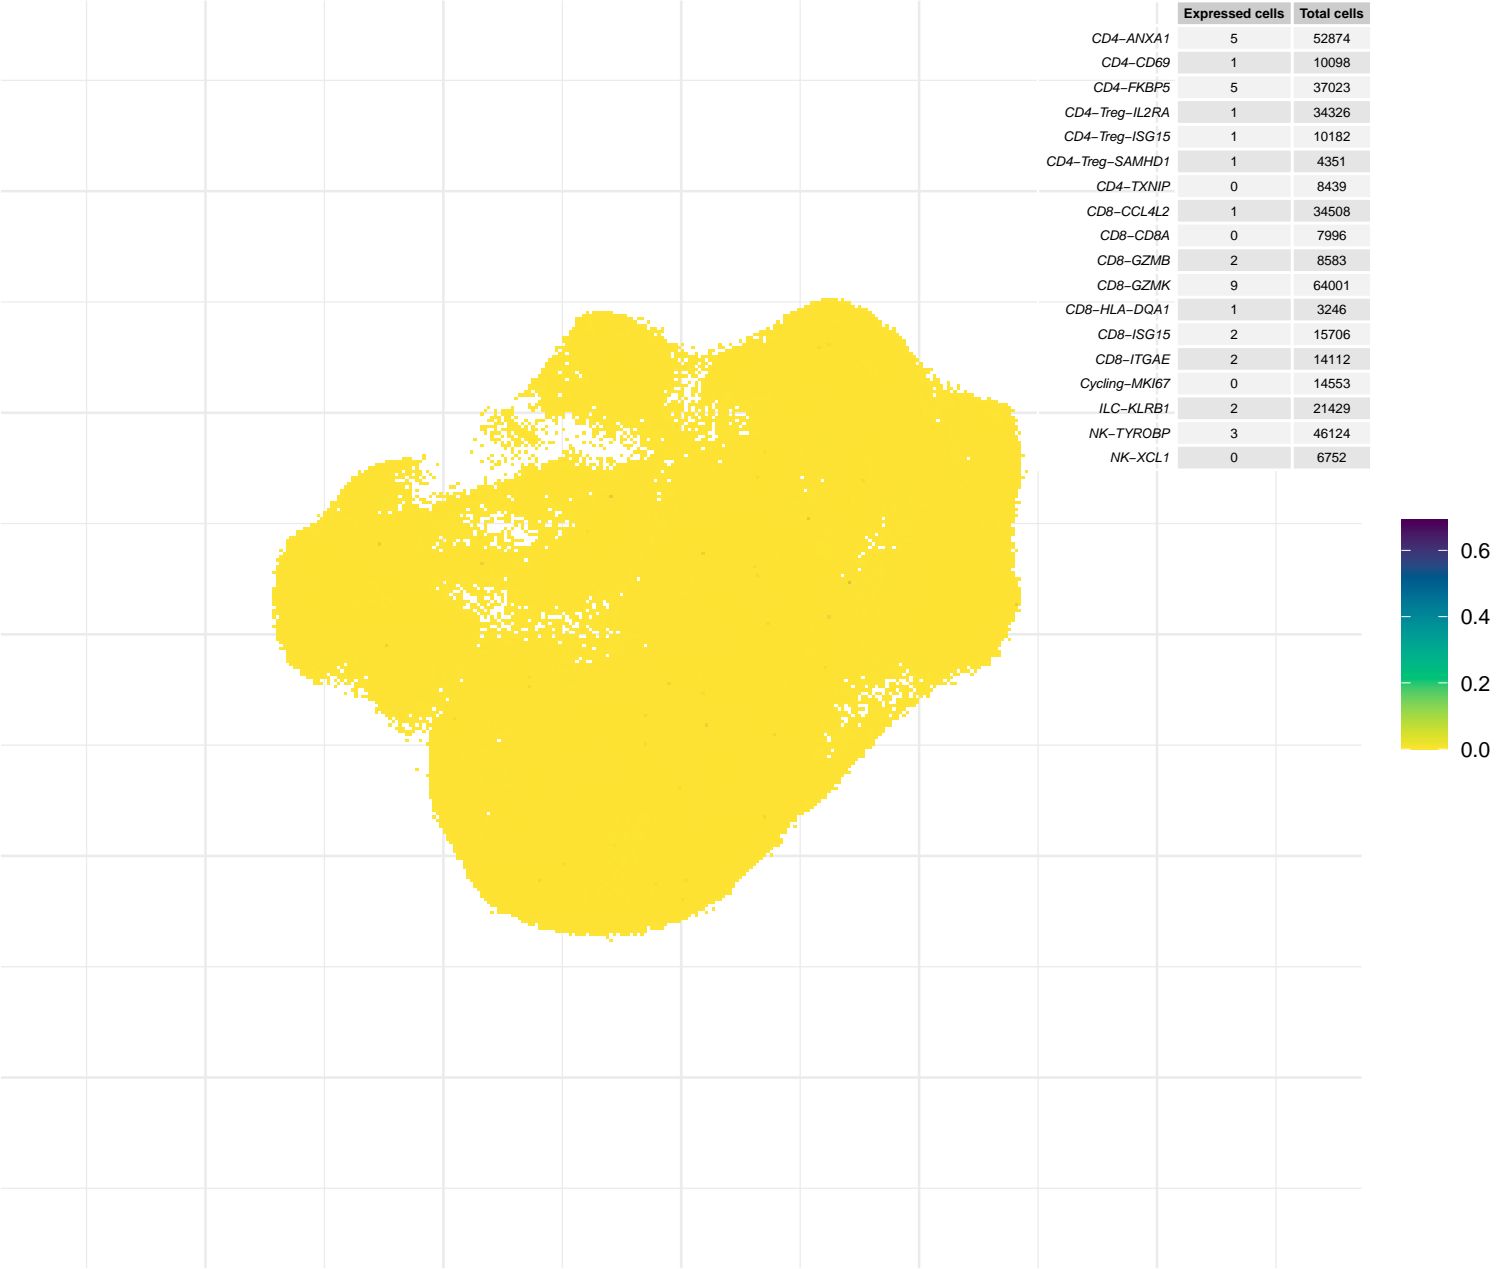 Expressed cells Total cells
CD4−ANXA1 5 52874
CD4−CD69 1 10098
CD4−FKBP5 5 37023
CD4−Treg−IL2RA 1 34326
CD4−Treg−ISG15 1 10182
CD4−Treg−SAMHD1 1 4351
CD4−TXNIP 0 8439
CD8−CCL4L2 1 34508
CD8−CD8A 0 7996
CD8−GZMB 2 8583
CD8−GZMK 9 64001
CD8−HLA−DQA1 1 3246
CD8−ISG15 2 15706
CD8−ITGAE 2 14112
Cycling−MKI67 0 14553
ILC−KLRB1 2 21429
NK−TYROBP 3 46124
NK−XCL1 0 6752
0.6
0.4
0.2
0.0